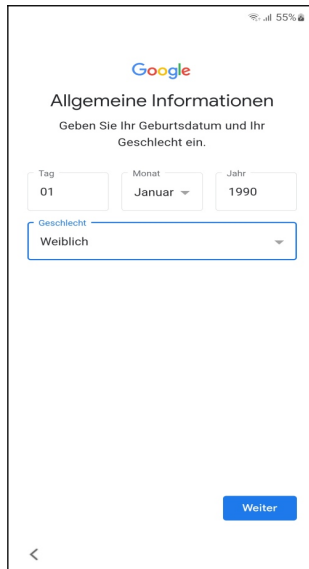 55%
Google
Allgemeine Informationen
Geben Sie Ihr Geburtsdatum und Ihr
Geschlecht ein.
Tag
Monat
Jahr
01
Januar
1990
Geschlecht
Weiblich
Weiter